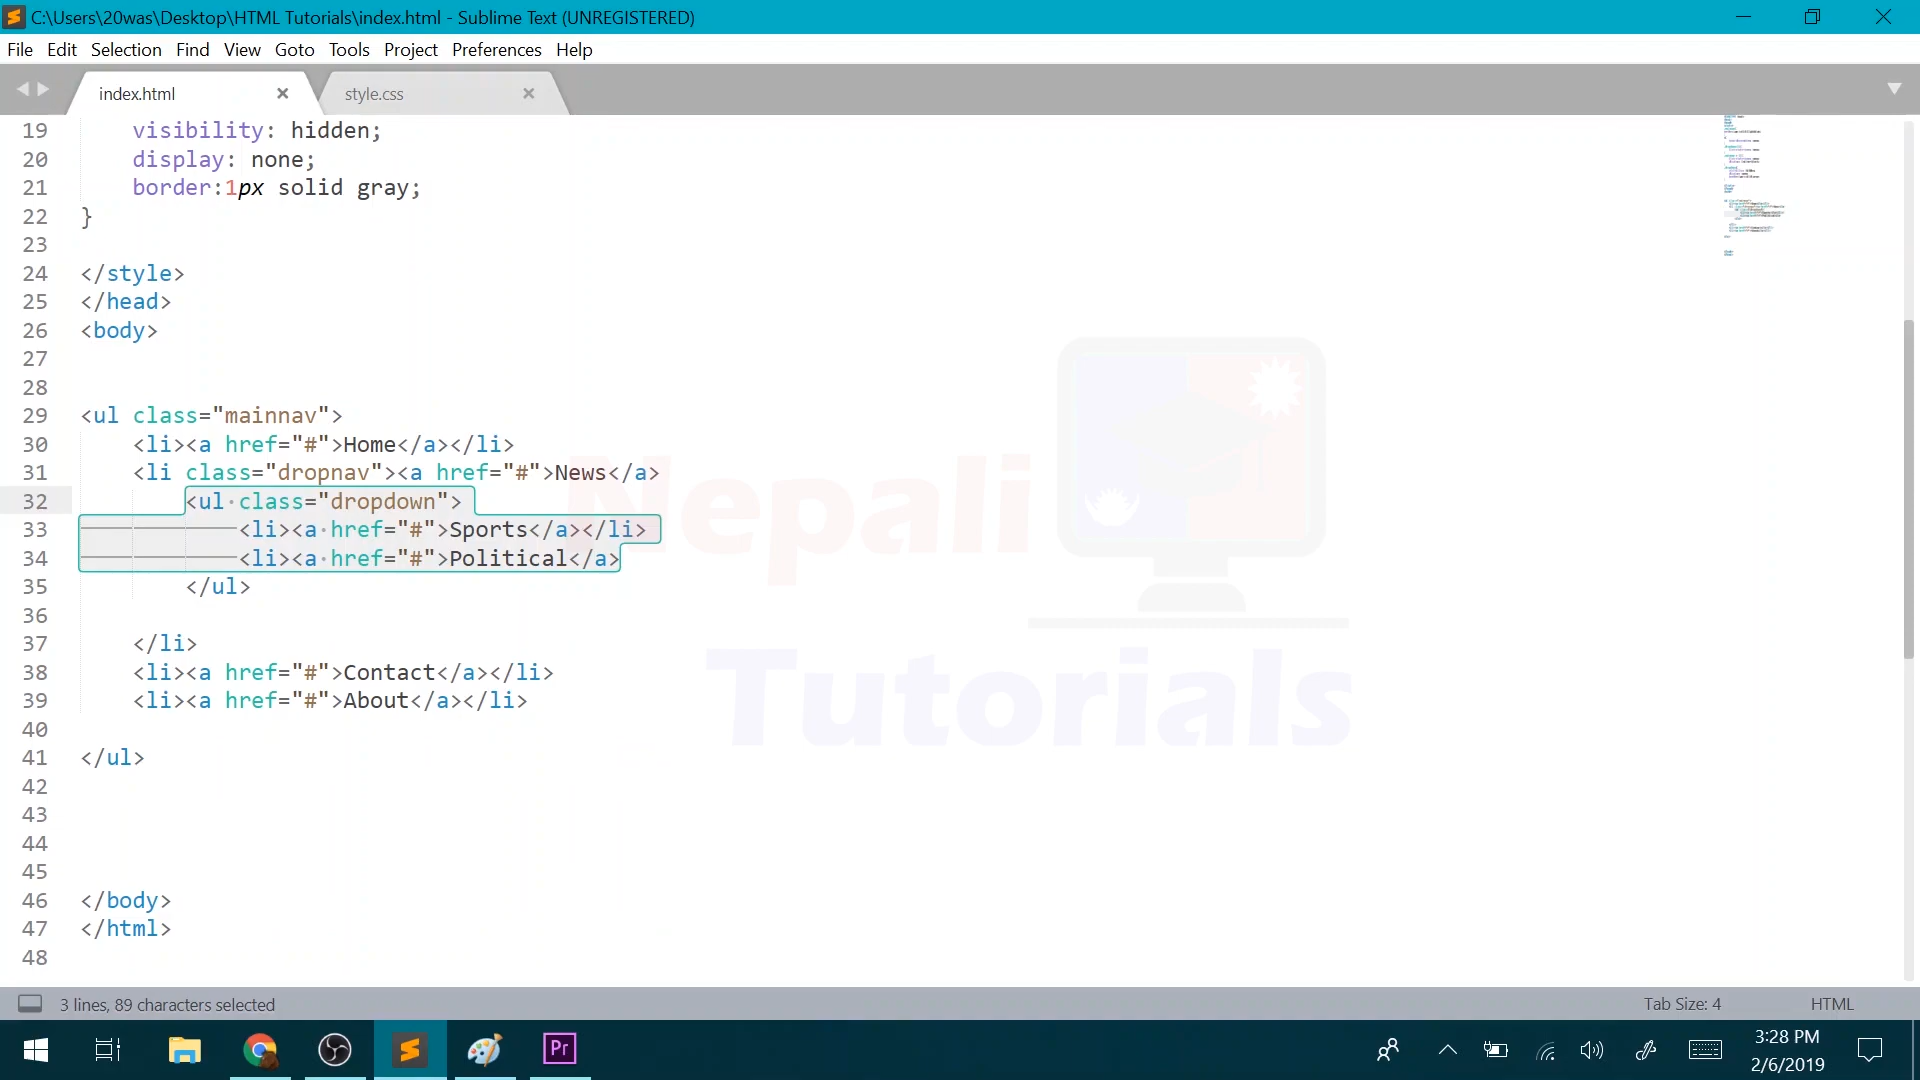 C:\Users\20was\Desktop\HTML Tutorials\index.html - Sublime Text (UNREGISTERED)
File Edit Selection Find View Goto Tools Project Preferences Help
index.html style.css
19 visibility: hidden;
20 display: none;
21 border:1px solid gray;
22 }
23
24 </style>
25 </head>
26 <body>
27
28
29 <ul class="mainnav">
30 <li><a href="#">Home</a></li>
31 <li class="dropnav"><a href="#">News</a>
32 <ul class="dropdown">
33 <li><a href="#">Sports</a></li>
34 <li><a href="#">Political</a>
35 </ul>
36
37 </li>
38 <li><a href="#">Contact</a></li>
39 <li><a href="#">About</a></li>
40
41 </ul>
42
43
44
45
46 </body>
47 </html>
48
Nepali
Tutorials
3 lines, 89 characters selected
Tab Size: 4 HTML
Pr
3:28 PM
2/6/2019